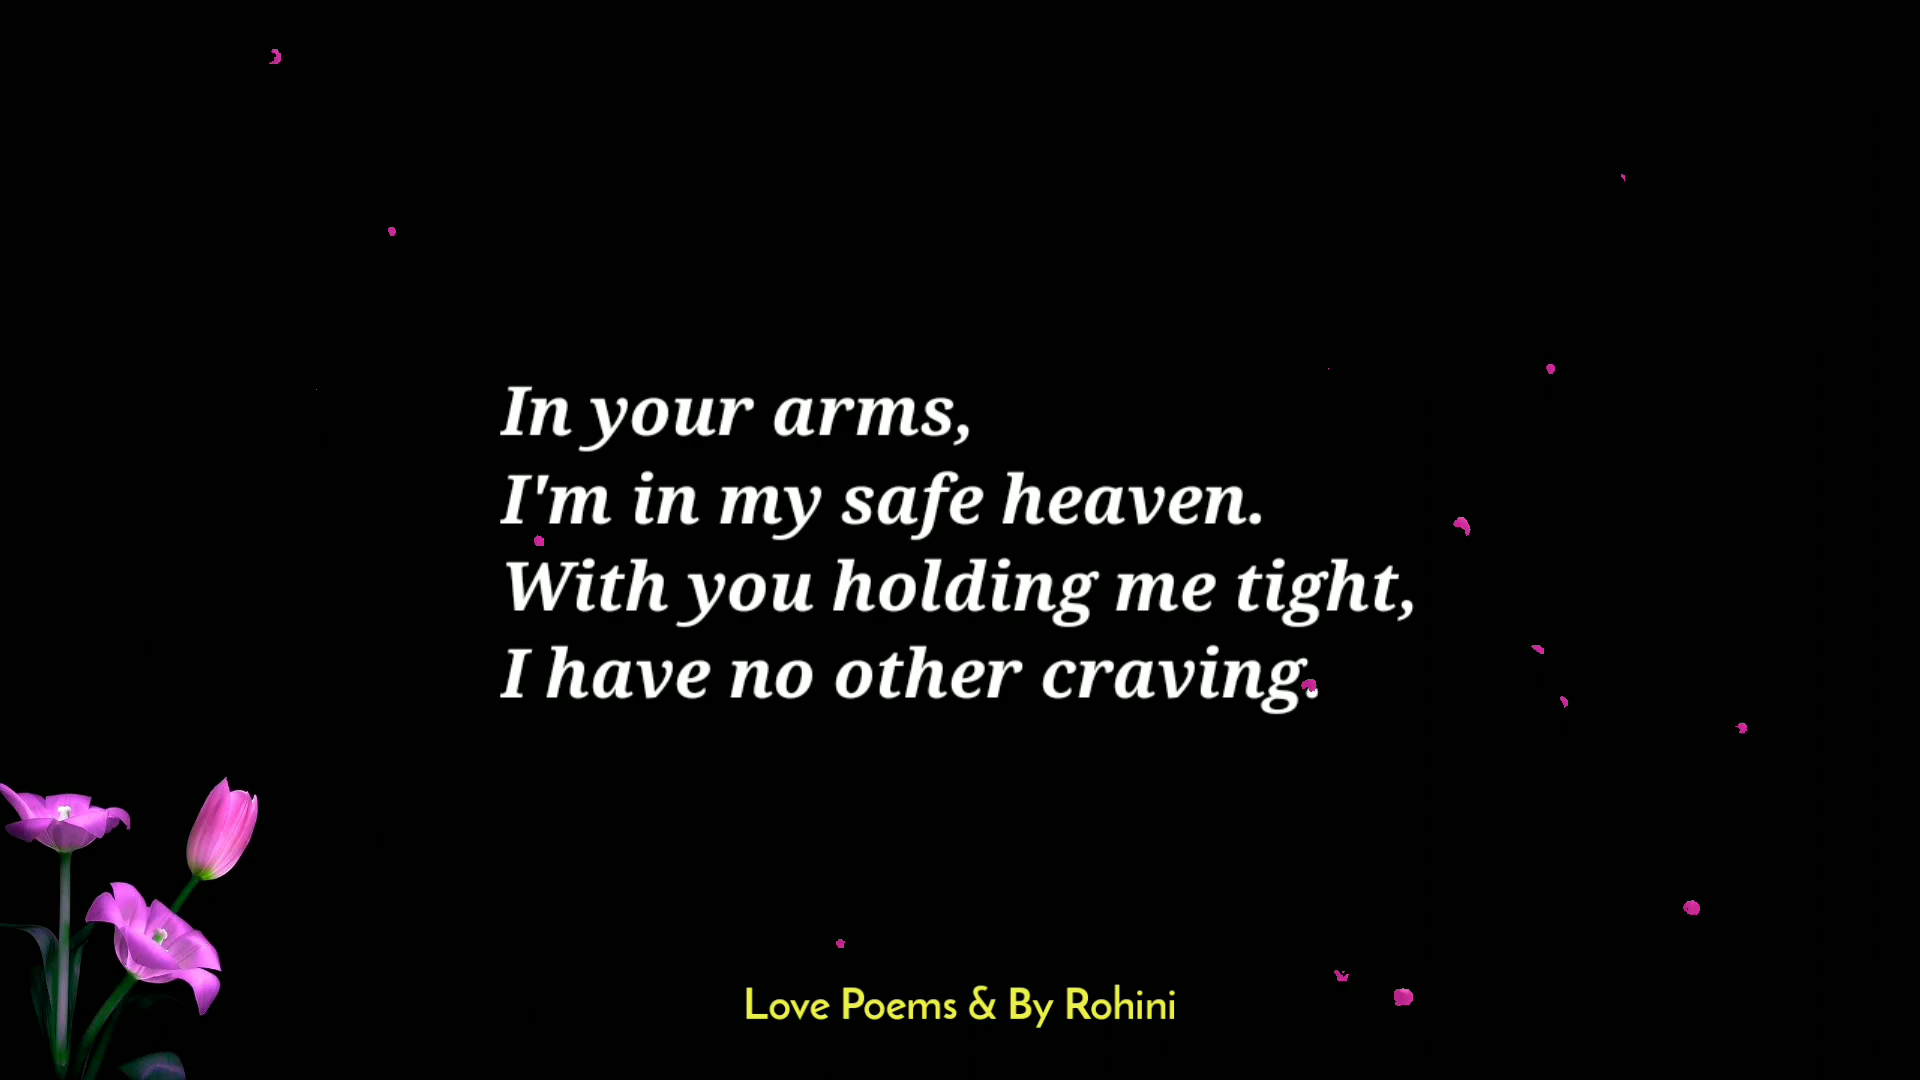 In your arms,
I'm in my safe heaven.
With you holding me tight,
I have no other craving.
Love Poems & By Rohini